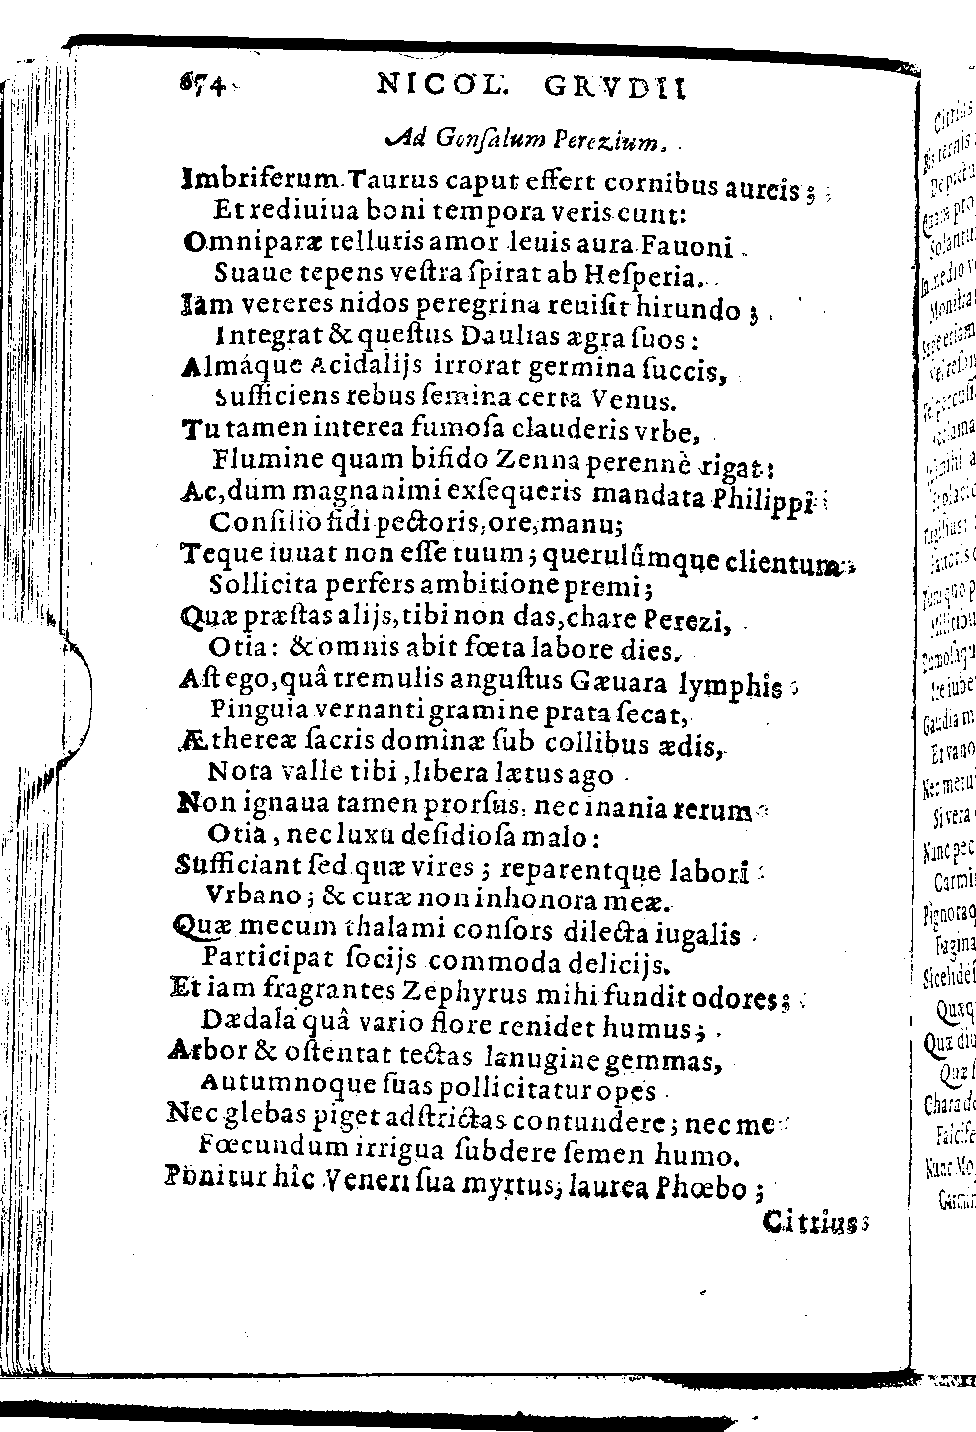 674 NICOL. GRVDII
Ad Gonſalum Perezium.
Imbriferum Taurus caput effert cornibus aureis;
Et rediuiua boni tempora veris eunt:
Omniparæ telluris amor leuis aura Fauoni
Suaue tepens veſtra ſpirat ab Heſperia.
Iam veteres nidos peregrina reuiſit hirundo;
Integrat & queſtus Daulias ægra ſuos:
Almáque Acidalijs irrorat germina ſuccis,
Sufficiens rebus ſemina certa Venus.
Tu tamen interea fumoſa clauderis vrbe,
Flumine quam bifido Zenna perennè rigat:
Ac, dum magnanimi exſequeris mandata Philippi
Conſilio fidi pectoris, ore, manu;
Teque iuuat non eſſe tuum; querulûmque clientum
Sollicita perfers ambitione premi;
Quæ præſtas alijs, tibi non das, chare Perezi,
Otia: & omnis abit fœta labore dies.
Aſt ego, quâ tremulis anguſtus Gæuara lymphis
Pinguia vernanti gramine prata ſecat,
Æthereæ ſacris dominæ ſub collibus ædis,
Nota valle tibi, libera lætus ago
Non ignaua tamen prorſus, nec inania rerum
Otia, nec luxu deſidioſa malo:
Sufficiant ſed quæ vires; reparentque labori
Vrbano; & curæ non inhonora meæ.
Quæ mecum thalami conſors dilecta iugalis
Participat ſocijs commoda delicijs.
Et iam fragrantes Zephyrus mihi fundit odores;
Dædala quâ vario flore renidet humus;
Arbor & oſtentat tectas lanugine gemmas,
Autumnoque ſuas pollicitatur opes
Nec glebas piget adſtrictas contundere; nec me
Fœcundum irrigua ſubdere ſemen humo.
Ponitur hîc Veneri ſua myrtus; laurea Phœbo;
Citrius